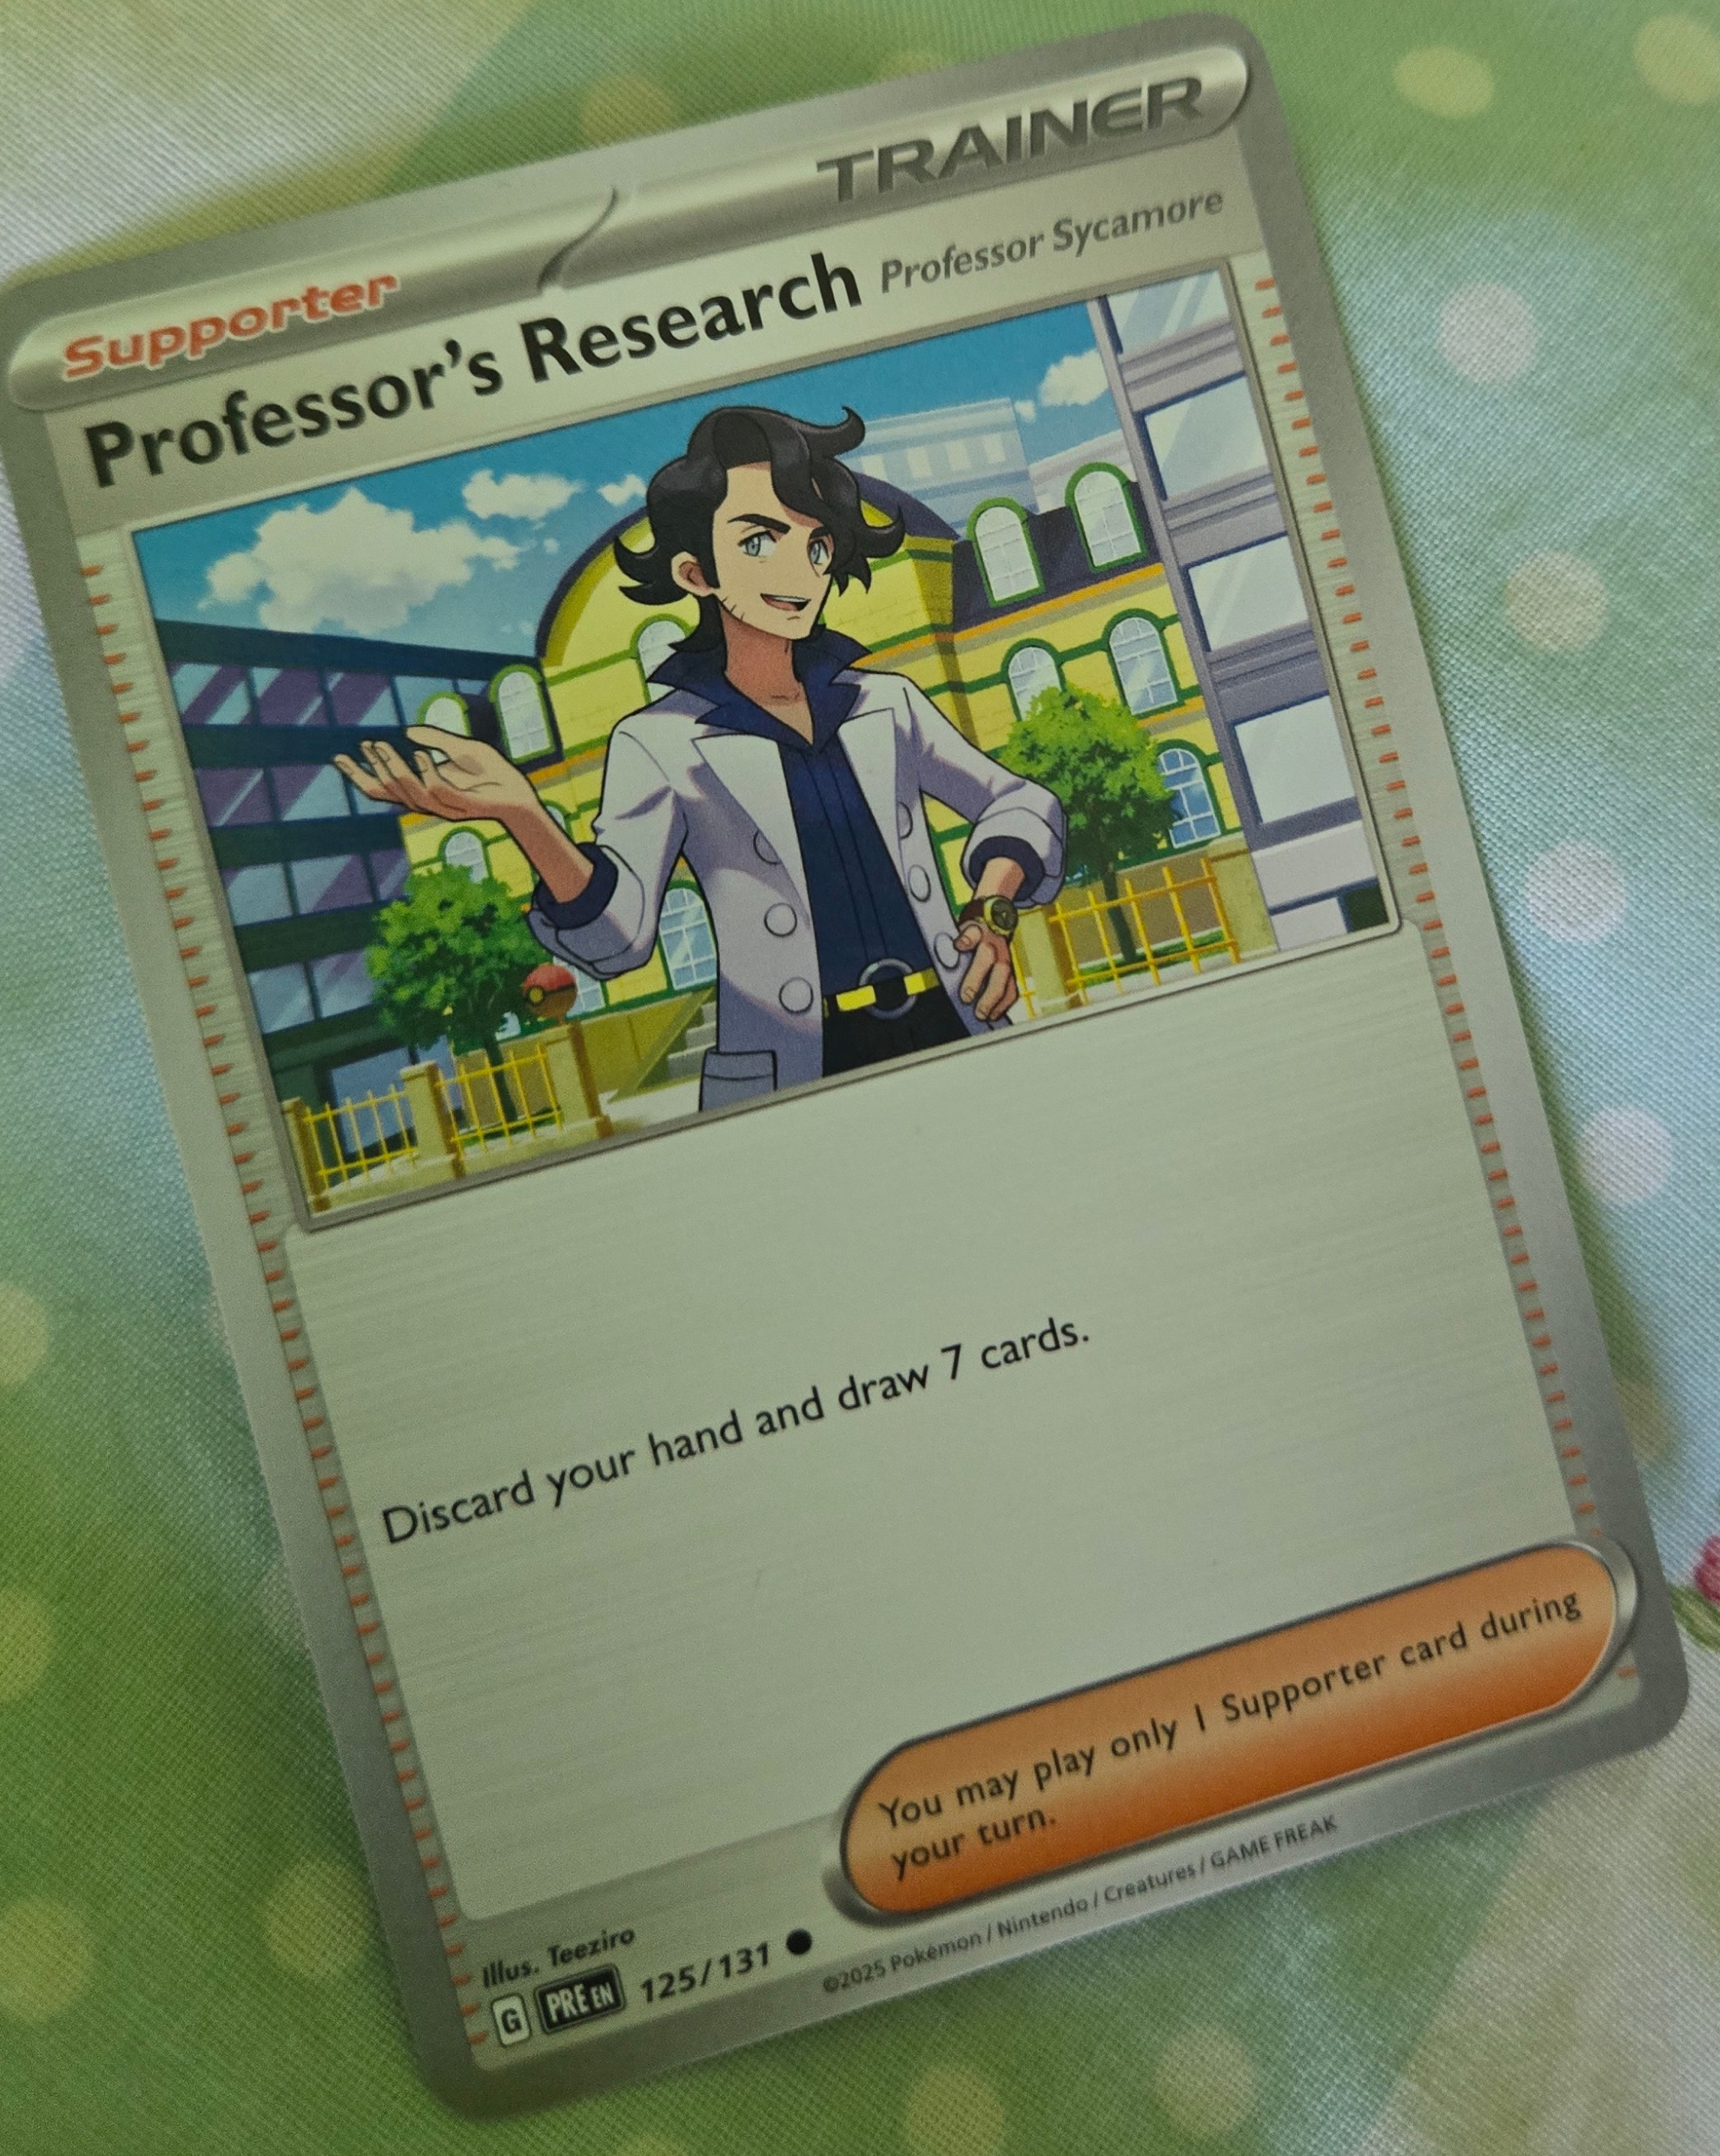 Supporter
TRAINER
Professor's Research Professor Sycamore
Discard your hand and draw 7 cards.
You may play only 1 Supporter card during
your turn.
Illus. Teeziro
G PRE EN 125/131 ●
©2025 Pokémon / Nintendo / Creatures / GAME FREAK